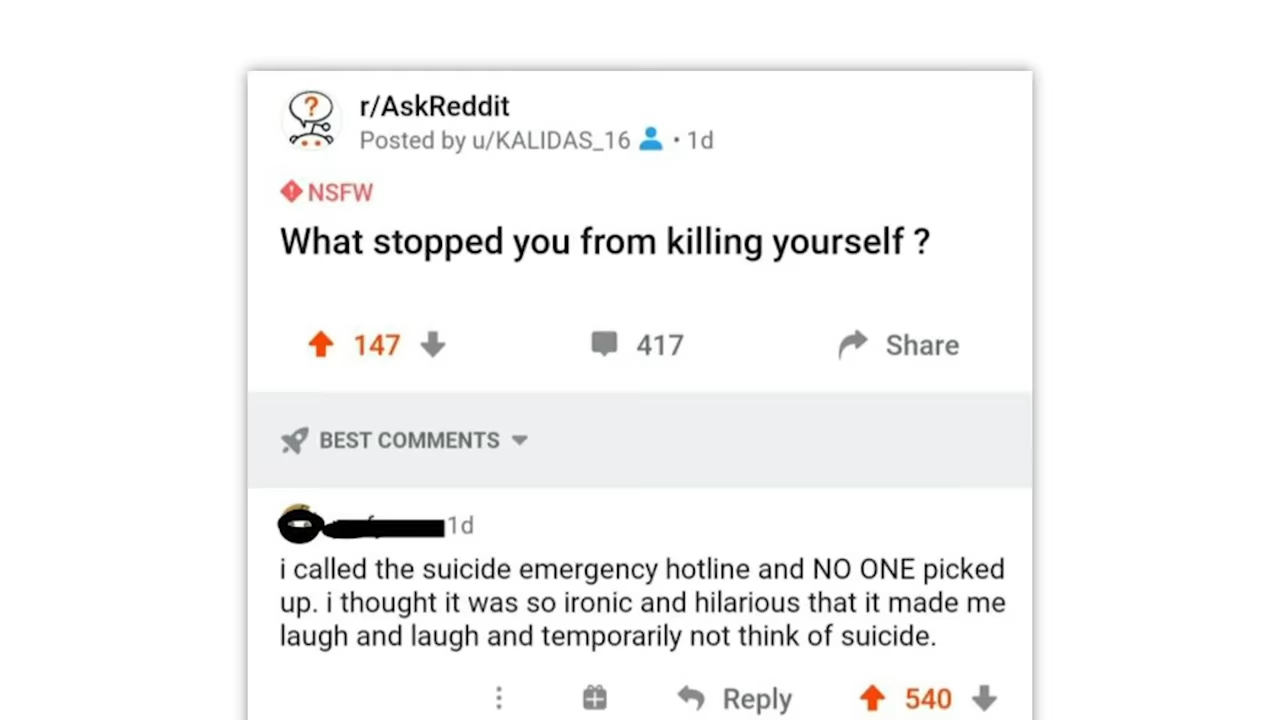 r/AskReddit
Posted by u/KALIDAS_16 • 1d
NSFW
What stopped you from killing yourself ?
147
417
Share
BEST COMMENTS
1d
i called the suicide emergency hotline and NO ONE picked
up. i thought it was so ironic and hilarious that it made me
laugh and laugh and temporarily not think of suicide.
Reply
540